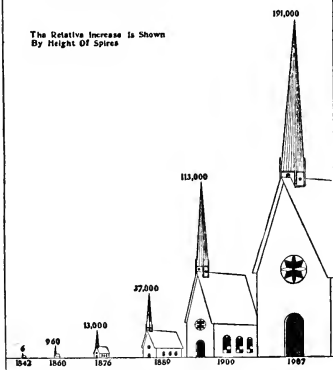 The Relative Increase Is Shown
By Height Of Spires
191,000
113,000
37,000
13,000
960
6
1842 1860 1876 1889 1900 1907